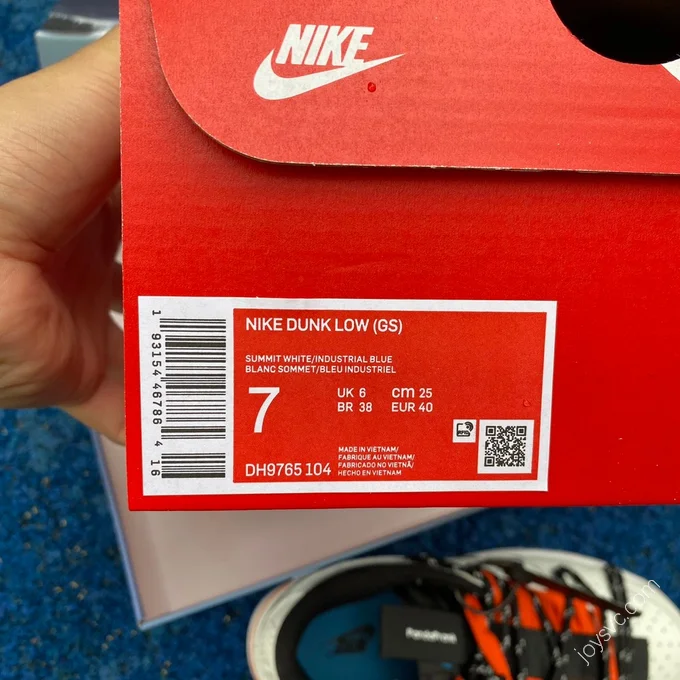 NIKE
NIKE DUNK LOW (GS)
SUMMIT WHITE/INDUSTRIAL BLUE
BLANC SOMMET/BLEU INDUSTRIEL
7
UK 6 cm 25
BR 38 EUR 40
DH9765 104
MADE IN VIETNAM/
FABRIQUE AU VIETNAM/
FABRICADO NO VIETNÃ/
HECHO EN VIETNAM
1 93154 46786 4 16
joysvc.com